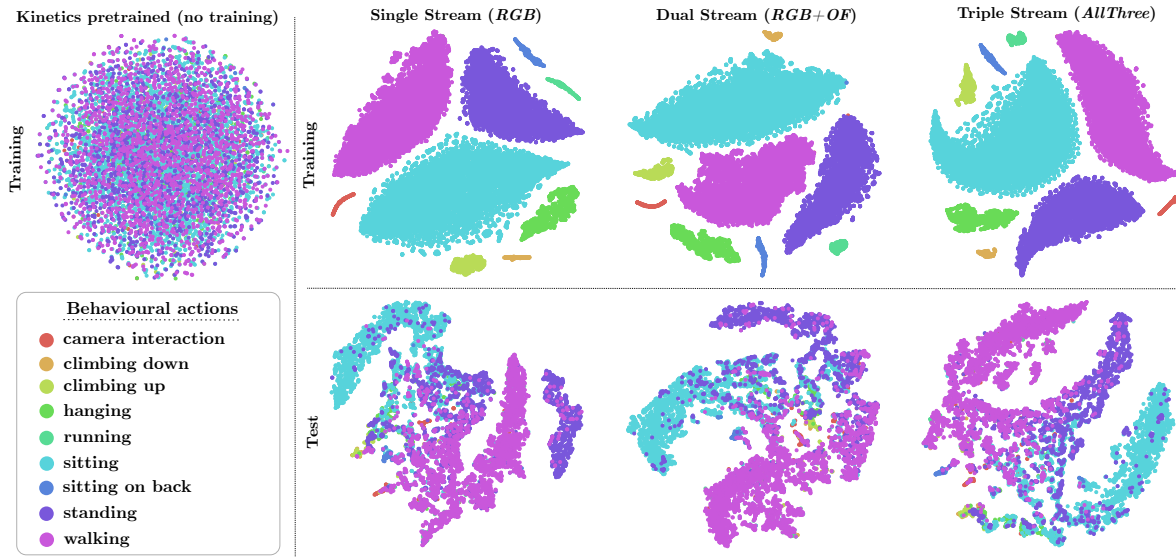 Kinetics pretrained (no training)
Single Stream (RGB)
Dual Stream (RGB+OF)
Triple Stream (AllThree)
Training
Training
Behavioural actions
camera interaction
climbing down
climbing up
hanging
running
sitting
sitting on back
standing
walking
Test